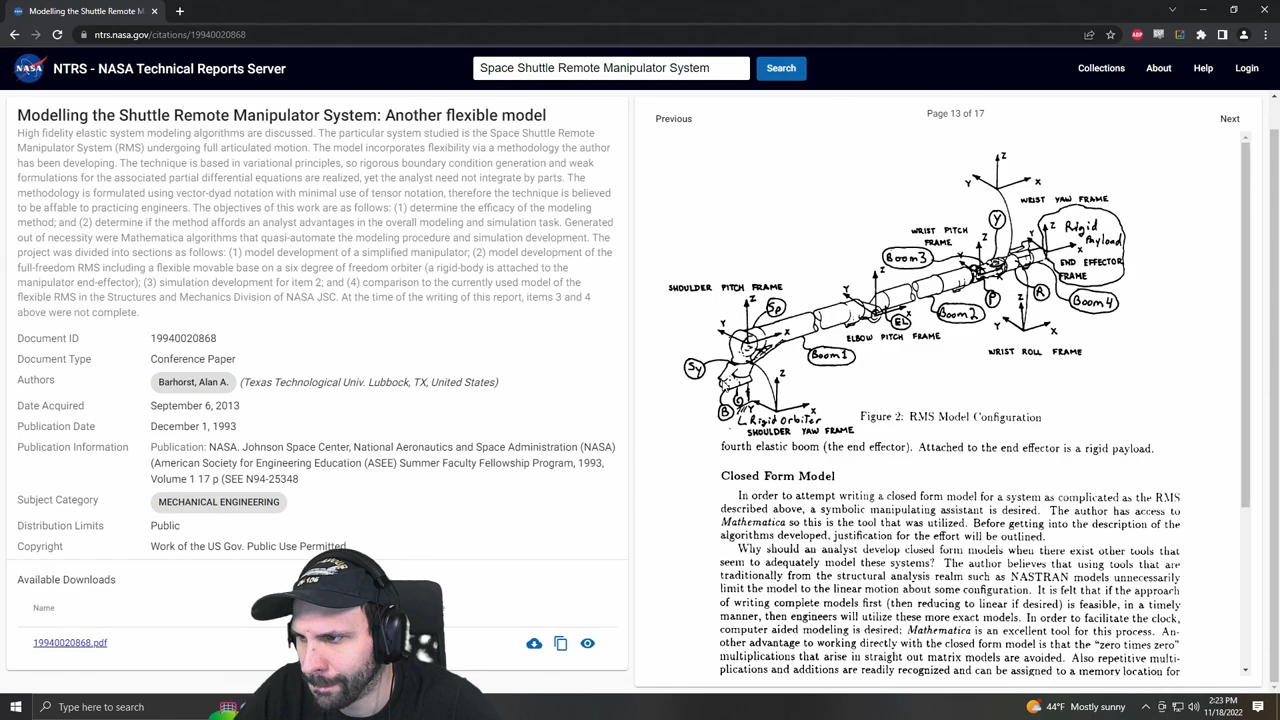 Modelling the Shuttle Remote M
ntrs.nasa.gov/citations/19940020868
NTRS - NASA Technical Reports Server
Space Shuttle Remote Manipulator System
Search
Collections
About
Help
Login
Modelling the Shuttle Remote Manipulator System: Another flexible model
High fidelity elastic system modeling algorithms are discussed. The particular system studied is the Space Shuttle Remote
Manipulator System (RMS) undergoing full articulated motion. The model incorporates flexibility via a methodology the author
has been developing. The technique is based in variational principles, so rigorous boundary condition generation and weak
formulations for the associated partial differential equations are realized, yet the analyst need not integrate by parts. The
methodology is formulated using vector-dyad notation with minimal use of tensor notation, therefore the technique is believed
to be affable to practicing engineers. The objectives of this work are as follows: (1) determine the efficacy of the modeling
method; and (2) determine if the method affords an analyst advantages in the overall modeling and simulation task. Generated
out of necessity were Mathematica algorithms that quasi-automate the modeling procedure and simulation development. The
project was divided into sections as follows: (1) model development of a simplified manipulator; (2) model development of the
full-freedom RMS including a flexible movable base on a six degree of freedom orbiter (a rigid-body is attached to the
manipulator end-effector); (3) simulation development for item 2; and (4) comparison to the currently used model of the
flexible RMS in the Structures and Mechanics Division of NASA JSC. At the time of the writing of this report, items 3 and 4
above were not complete.
Document ID
19940020868
Document Type
Conference Paper
Authors
Barhorst, Alan A.
(Texas Technological Univ. Lubbock, TX, United States)
Date Acquired
September 6, 2013
Publication Date
December 1, 1993
Publication Information
Publication: NASA. Johnson Space Center, National Aeronautics and Space Administration (NASA)
(American Society for Engineering Education (ASEE) Summer Faculty Fellowship Program, 1993,
Volume 1 17 p (SEE N94-25348
Subject Category
MECHANICAL ENGINEERING
Distribution Limits
Public
Copyright
Work of the US Gov. Public Use Permitted.
Available Downloads
Name
19940020868.pdf
Previous
Page 13 of 17
Next
Z
Y
X
WRIST YAW FRAME
Y
Z
Rigid
Payload
X
WRIST PITCH
FRAME
Z
Boom3
END EFFECTOR
FRAME
SHOULDER PITCH FRAME
Z
Sp
Y
X
Y
Z
X
EL
Boom2
P
R
Boom4
ELBOW PITCH FRAME
Z
Y
X
WRIST ROLL FRAME
Boom1
Sy
Z
B
Y
X
Rigid Orbiter
SHOULDER YAW FRAME
Figure 2: RMS Model Configuration
fourth elastic boom (the end effector). Attached to the end effector is a rigid payload.
Closed Form Model
In order to attempt writing a closed form model for a system as complicated as the RMS
described above, a symbolic manipulating assistant is desired. The author has access to
Mathematica so this is the tool that was utilized. Before getting into the description of the
algorithms developed, justification for the effort will be outlined.
Why should an analyst develop closed form models when there exist other tools that
seem to adequately model these systems? The author believes that using tools that are
traditionally from the structural analysis realm such as NASTRAN models unnecessarily
limit the model to the linear motion about some configuration. It is felt that if the approach
of writing complete models first (then reducing to linear if desired) is feasible, in a timely
manner, then engineers will utilize these more exact models. In order to facilitate the clock,
computer aided modeling is desired; Mathematica is an excellent tool for this process. An-
other advantage to working directly with the closed form model is that the "zero times zero"
multiplications that arise in straight out matrix models are avoided. Also repetitive multi-
plications and additions are readily recognized and can be assigned to a memory location for
Type here to search
44°F Mostly sunny
2:23 PM
11/18/2022